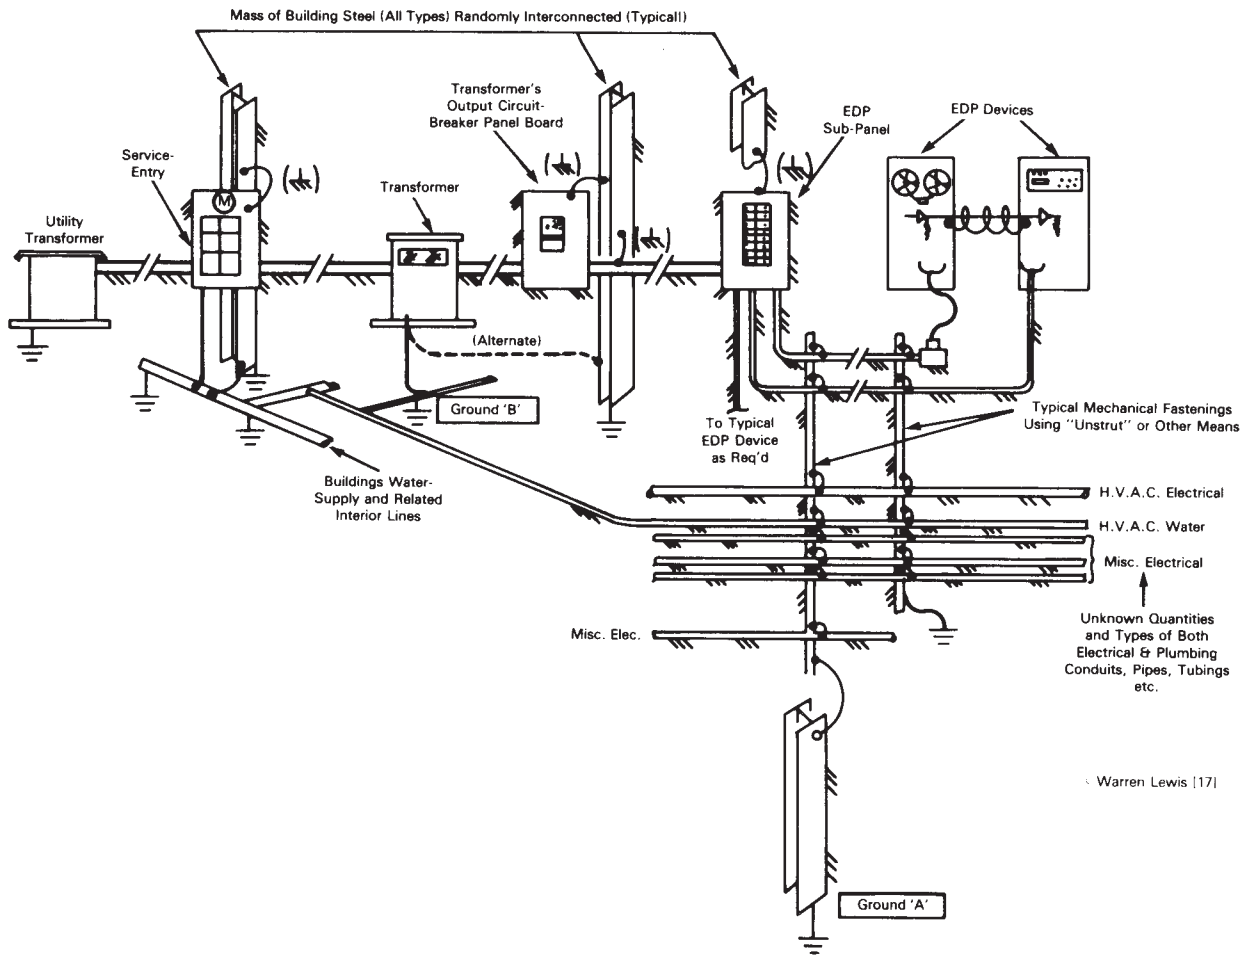 Mass of Building Steel (All Types) Randomly Interconnected (Typical)
Transformer's
Output Circuit-
Breaker Panel Board
EDP
Sub-Panel
EDP Devices
Service-
Entry
Transformer
Utility
Transformer
M
(Alternate)
Ground 'B'
To Typical
EDP Device
as Req'd
Typical Mechanical Fastenings
Using "Unstrut" or Other Means
Buildings Water-
Supply and Related
Interior Lines
H.V.A.C. Electrical
H.V.A.C. Water
Misc. Electrical
Misc. Elec.
Unknown Quantities
and Types of Both
Electrical & Plumbing
Conduits, Pipes, Tubings
etc.
Warren Lewis [17]
Ground 'A'